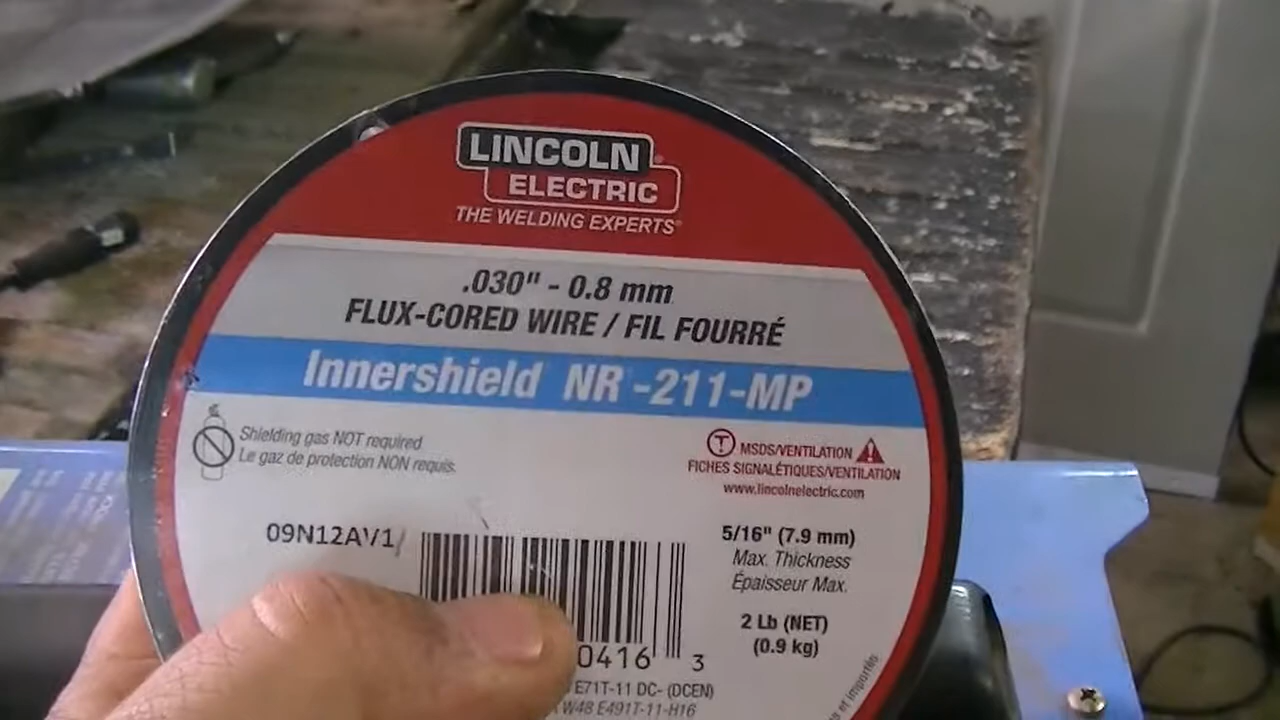 LINCOLN
ELECTRIC
THE WELDING EXPERTS®
.030" - 0.8 mm
FLUX-CORED WIRE / FIL FOURRÉ
Innershield NR-211-MP
Shielding gas NOT required.
Le gaz de protection NON requis.
MSDS/VENTILATION
FICHES SIGNALÉTIQUES/VENTILATION
www.lincolnelectric.com
09N12AV1
5/16" (7.9 mm)
Max. Thickness
Épaisseur Max.
2 Lb (NET)
(0.9 kg)
0416 3
E71T-11 DC- (DCEN)
W48 E491T-11-H16
et importés